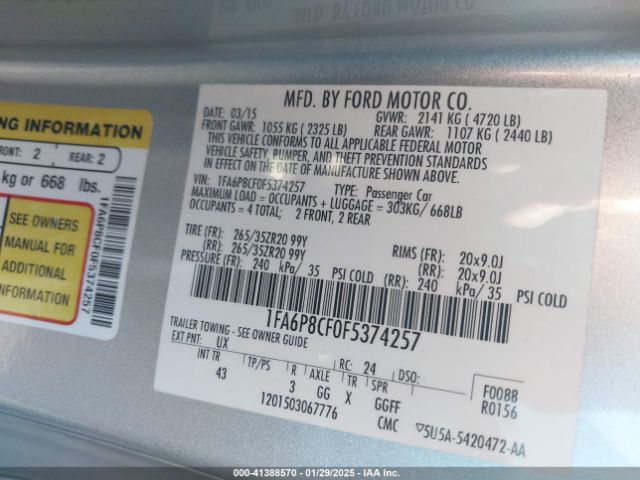 NG INFORMATION
RONT: 2 REAR: 2
kg or 668 lbs.
SEE OWNERS
MANUAL FOR
ADDITIONAL
INFORMATION
1FA6P8CF0F5374257
MFD. BY FORD MOTOR CO.
DATE: 03/15 GVWR: 2141 KG ( 4720 LB)
FRONT GAWR: 1055 KG ( 2325 LB) REAR GAWR: 1107 KG ( 2440 LB)
THIS VEHICLE CONFORMS TO ALL APPLICABLE FEDERAL MOTOR
VEHICLE SAFETY, BUMPER, AND THEFT PREVENTION STANDARDS
IN EFFECT ON THE DATE OF MANUFACTURE SHOWN ABOVE.
VIN: 1FA6P8CF0F5374257 TYPE: Passenger Car
MAXIMUM LOAD = OCCUPANTS + LUGGAGE = 303KG/ 668LB
OCCUPANTS = 4 TOTAL; 2 FRONT, 2 REAR
TIRE (FR): 265/35ZR20 99Y RIMS (FR): 20x9.0J
(RR): 265/35ZR20 99Y (RR): 20x9.0J
PRESSURE (FR): 240 kPa/ 35 PSI COLD (RR): 240 kPa/35 PSI COLD
1FA6P8CF0F5374257
TRAILER TOWING - SEE OWNER GUIDE
EXT PNT: UX RC: 24 DSO: F0088
INT TR TP/PS R AXLE TR SPR R0156
43 3 GG X GGFF
1201503067776 CMC 5U5A-5420472-AA
000-41388570 - 01/29/2025 - IAA Inc.